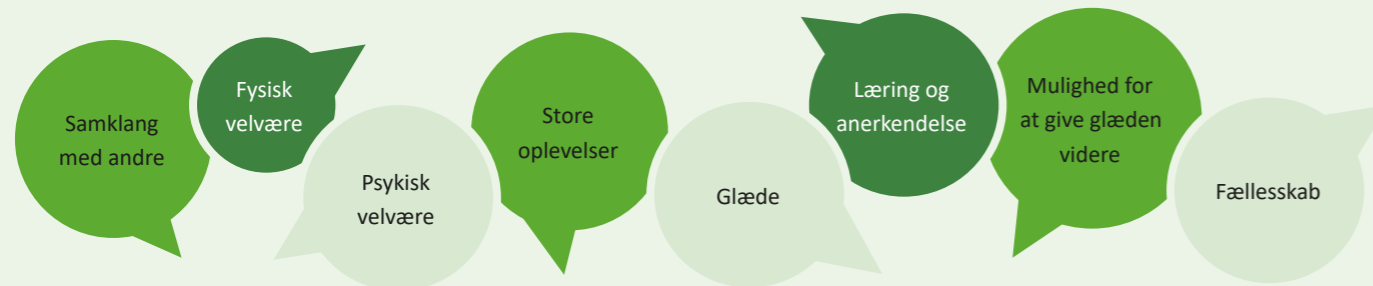 Samklang
med andre
Fysisk
velvære
Psykisk
velvære
Store
oplevelser
Glæde
Læring og
anerkendelse
Mulighed for
at give glæden
videre
Fællesskab